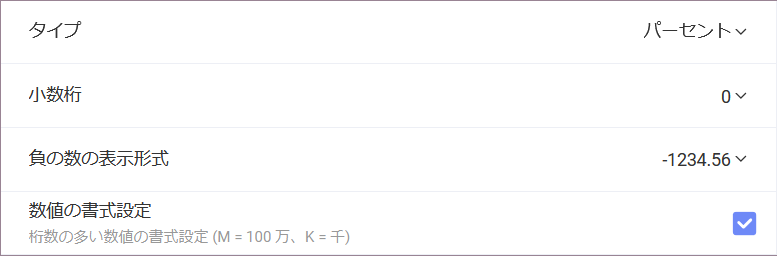 タイプ パーセント
小数桁 0
負の数の表示形式 -1234.56
数値の書式設定
桁数の多い数値の書式設定 (M = 100 万、K = 千)